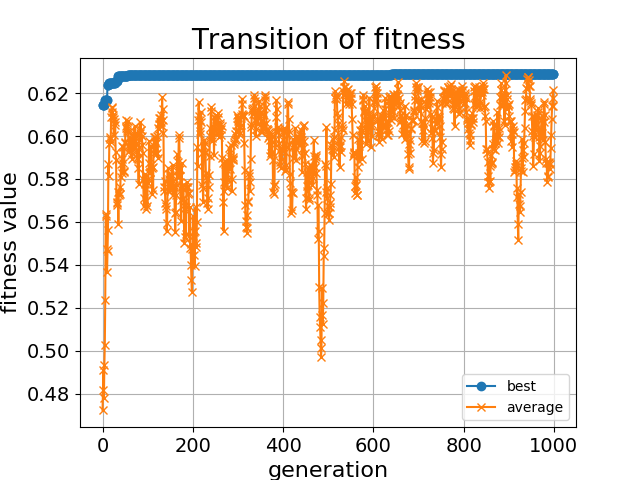 Transition of fitness
fitness value
0.62
0.60
0.58
0.56
0.54
0.52
0.50
0.48
best
average
0 200 400 600 800 1000
generation